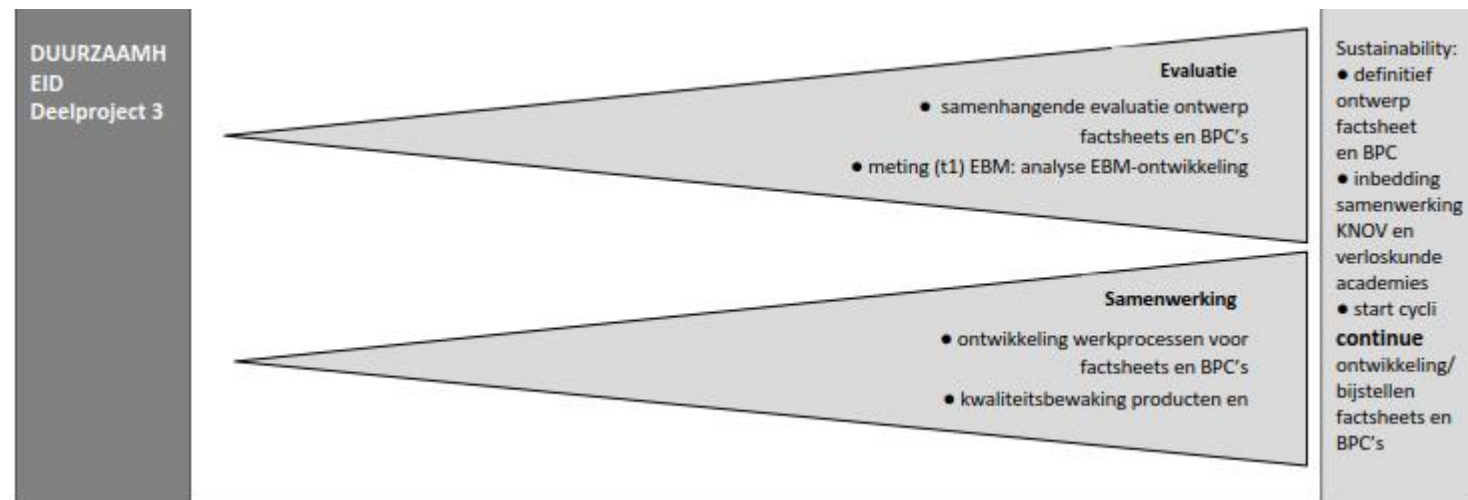 DUURZAAMH
EID
Deelproject 3
Evaluatie
● samenhangende evaluatie ontwerp
factsheets en BPC's
● meting (t1) EBM: analyse EBM-ontwikkeling
Samenwerking
● ontwikkeling werkprocessen voor
factsheets en BPC's
● kwaliteitsbewaking producten en
Sustainability:
● definitief
ontwerp
factsheet
en BPC
● inbedding
samenwerking
KNOV en
verloskunde
academies
● start cycli
continue
ontwikkeling/
bijstellen
factsheets en
BPC's